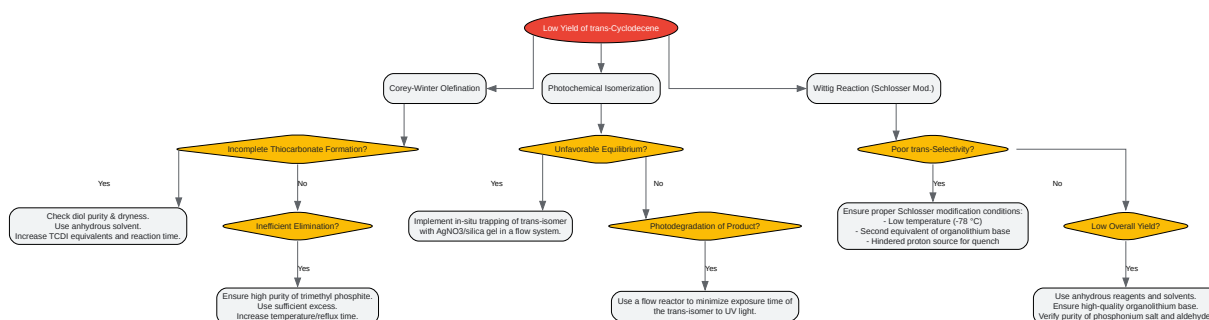 Low Yield of trans-Cyclodecene
Corey-Winter Olefination
Photochemical Isomerization
Wittig Reaction (Schlosser Mod.)
Incomplete Thiocarbonate Formation?
Unfavorable Equilibrium?
Poor trans-Selectivity?
Yes
No
Yes
No
Yes
No
Check diol purity & dryness.
Use anhydrous solvent.
Increase TCDI equivalents and reaction time.
Inefficient Elimination?
Implement in-situ trapping of trans-isomer
with AgNO3/silica gel in a flow system.
Photodegradation of Product?
Ensure proper Schlosser modification conditions:
- Low temperature (-78 °C)
- Second equivalent of organolithium base
- Hindered proton source for quench
Low Overall Yield?
Yes
Yes
Yes
Ensure high purity of trimethyl phosphite.
Use sufficient excess.
Increase temperature/reflux time.
Use a flow reactor to minimize exposure time of
the trans-isomer to UV light.
Use anhydrous reagents and solvents.
Ensure high-quality organolithium base.
Verify purity of phosphonium salt and aldehyde